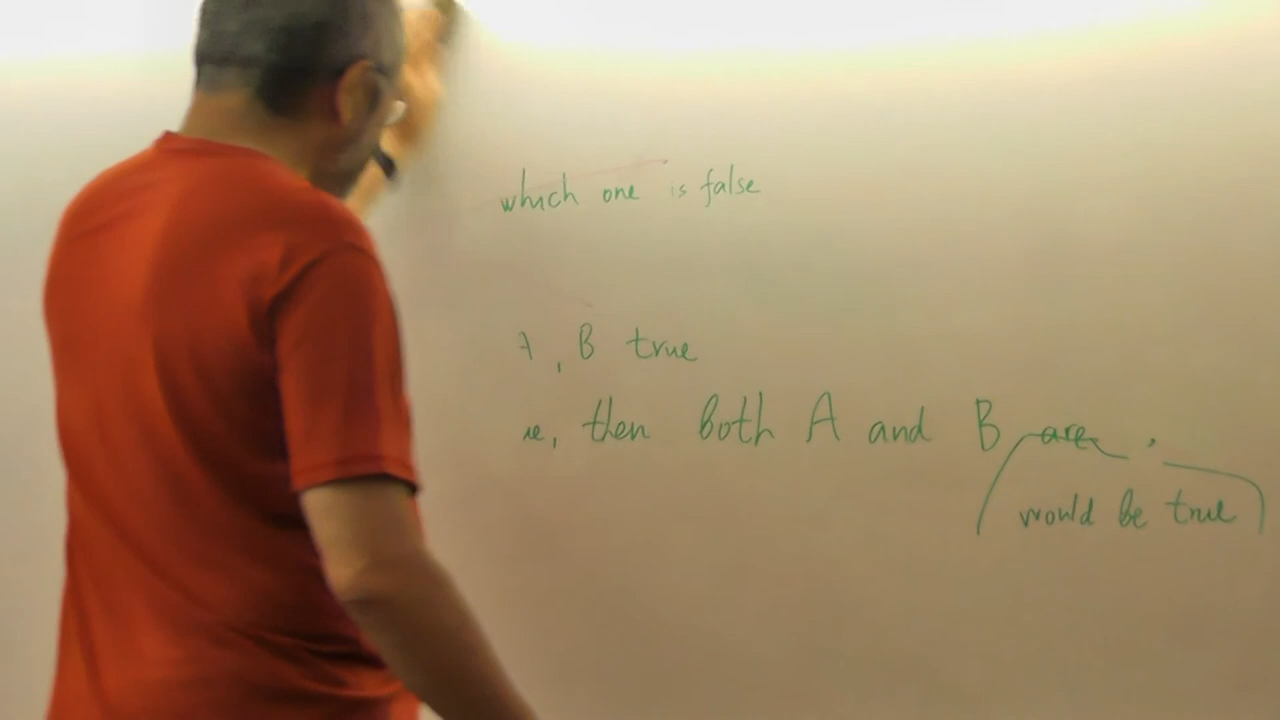 which one is false
, B true
, then both A and B are .
would be true